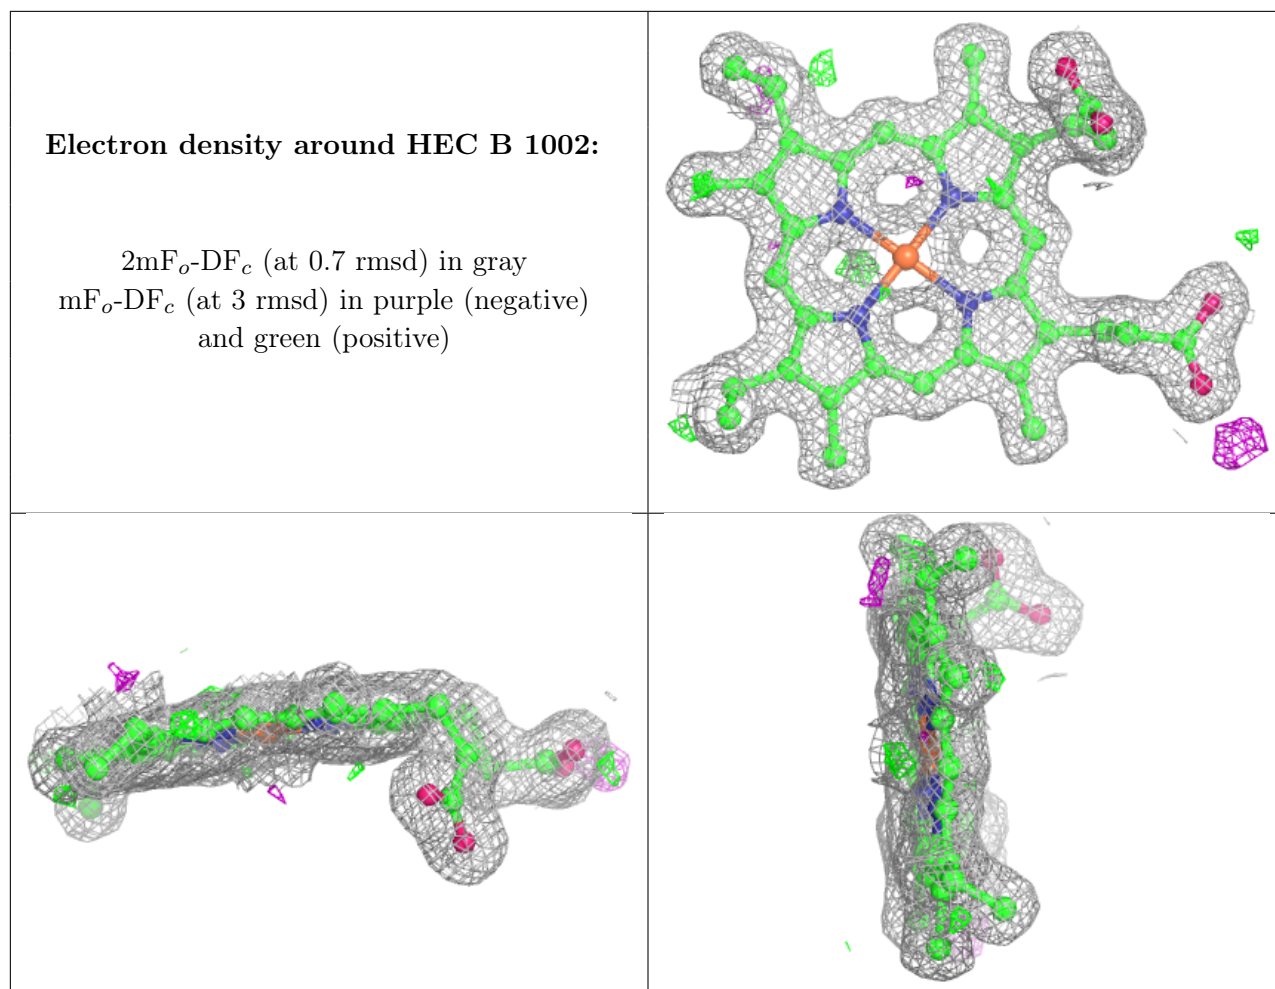 Electron density around HEC B 1002:
2mFo-DFc (at 0.7 rmsd) in gray
mFo-DFc (at 3 rmsd) in purple (negative)
and green (positive)